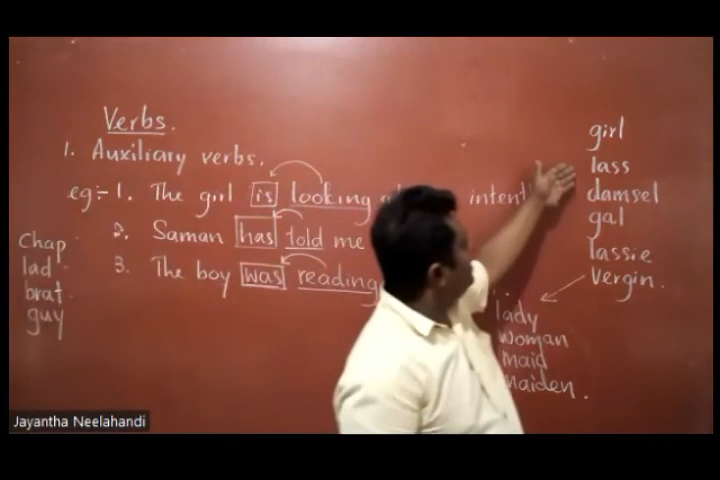 Verbs.
1. Auxiliary verbs.
eg:- 1. The girl is looking
2. Saman has told me
3. The boy was reading
Chap
lad
brat
guy
girl
lass
damsel
gal
lassie
vergin.
lady
woman
maid
maiden.
Jayantha Neelahandi